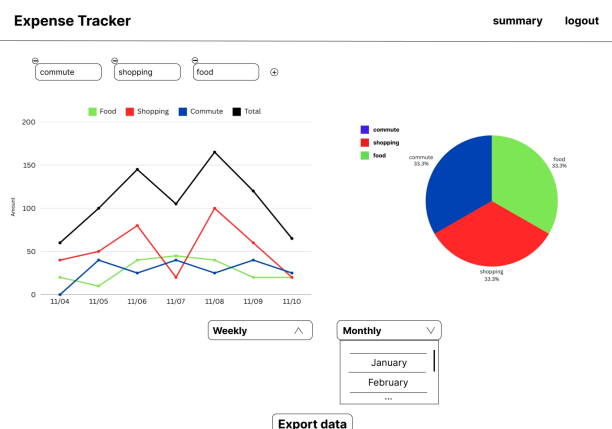 Expense Tracker
summary
logout
commute
shopping
food
Food
Shopping
Commute
Total
200
150
100
50
0
Amount
11/04
11/05
11/06
11/07
11/08
11/09
11/10
commute
shopping
food
commute
33.3%
food
33.3%
shopping
33.3%
Weekly
Monthly
January
February
...
Export data